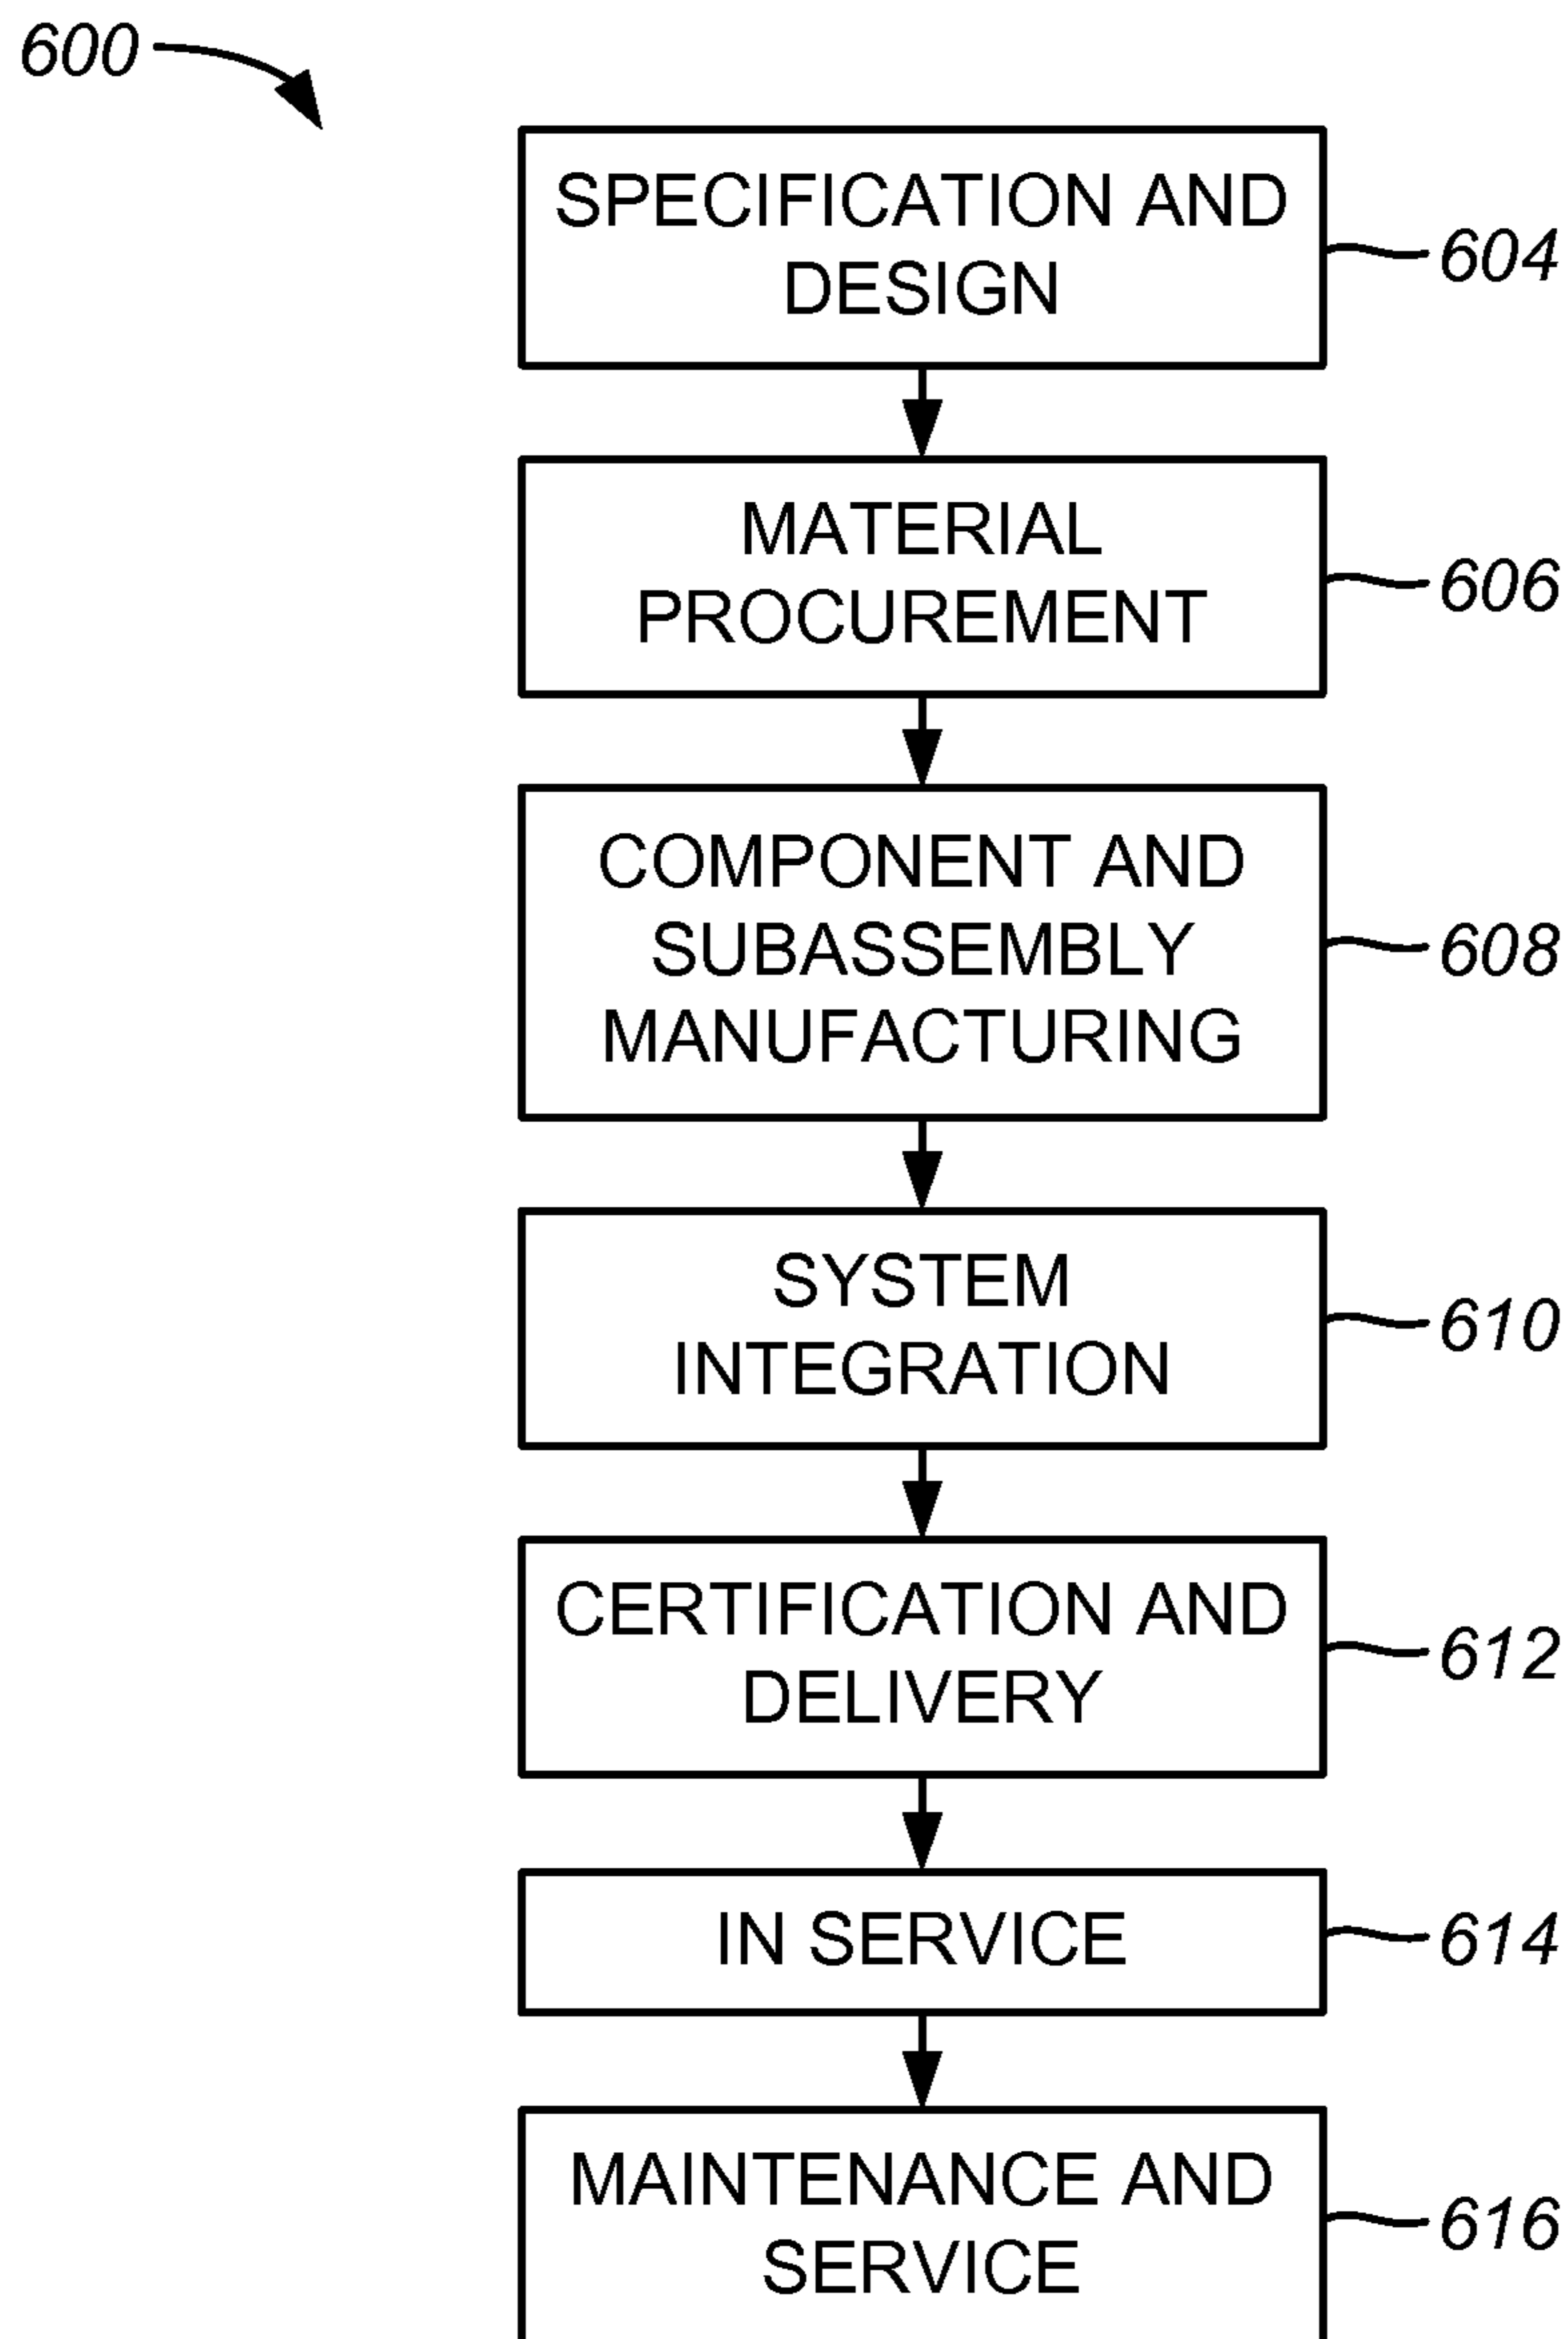 600
SPECIFICATION AND
DESIGN
604
MATERIAL
PROCUREMENT
606
COMPONENT AND
SUBASSEMBLY
MANUFACTURING
608
SYSTEM
INTEGRATION
610
CERTIFICATION AND
DELIVERY
612
IN SERVICE
614
MAINTENANCE AND
SERVICE
616